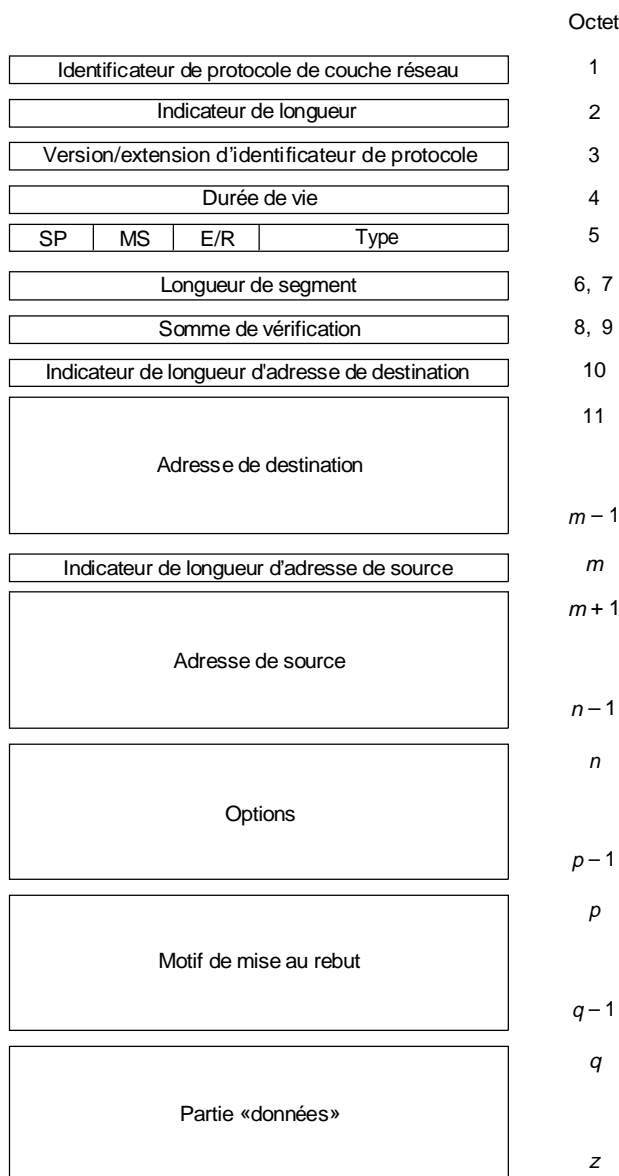 Octet
Identificateur de protocole de couche réseau 1
Indicateur de longueur 2
Version/extension d’identificateur de protocole 3
Durée de vie 4
SP MS E/R Type 5
Longueur de segment 6, 7
Somme de vérification 8, 9
Indicateur de longueur d'adresse de destination 10
11
Adresse de destination
m – 1
Indicateur de longueur d’adresse de source m
m + 1
Adresse de source
n – 1
n
Options
p – 1
p
Motif de mise au rebut
q – 1
q
Partie «données»
z